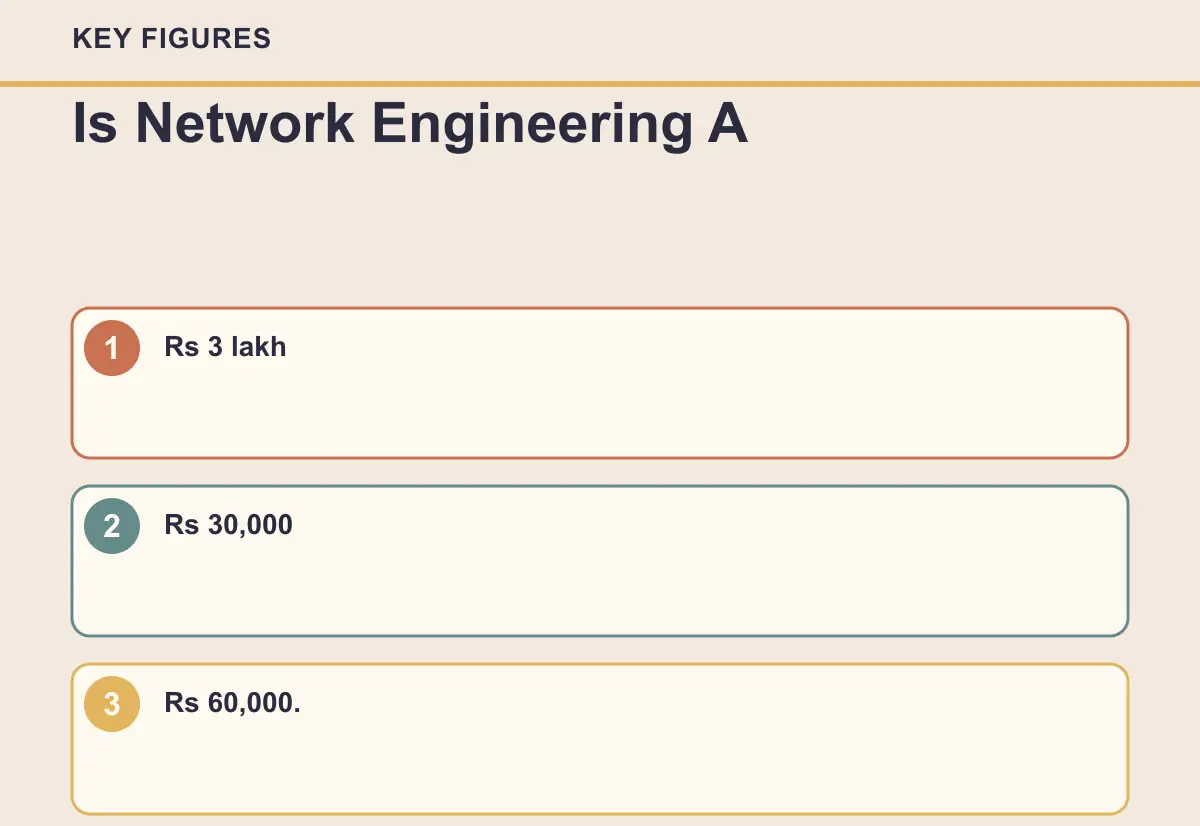 KEY FIGURES
Is Network Engineering A
1 Rs 3 lakh
2 Rs 30,000
3 Rs 60,000.